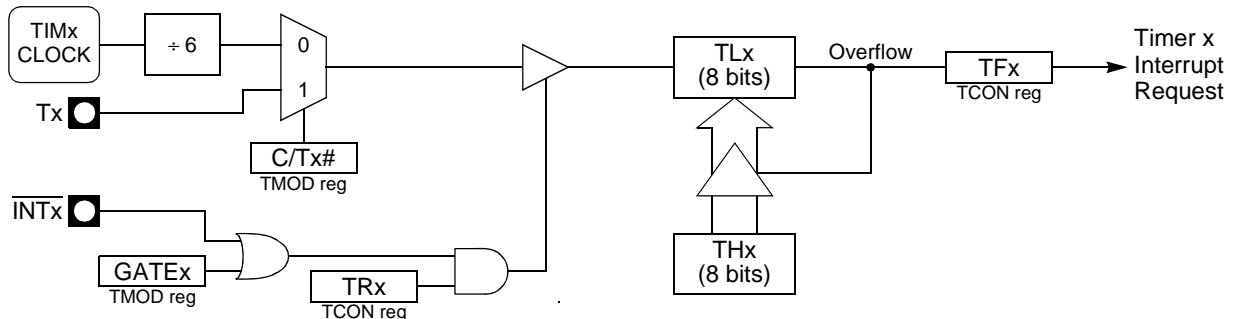 TIMx
CLOCK
÷ 6
0
1
Tx
C/Tx#
TMOD reg
TLx
(8 bits)
Overflow
TFx
TCON reg
Timer x
Interrupt
Request
INTx
GATEx
TMOD reg
TRx
TCON reg
THx
(8 bits)